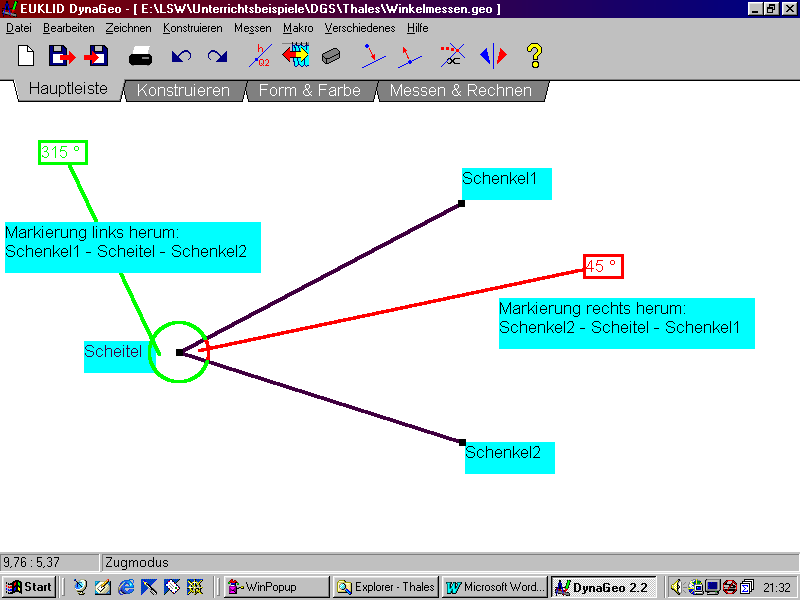 EUKLID DynaGeo - [ E:\LSW\Unterrichtsbeispiele\DGS\Thales\Winkelmessen.geo ]
Datei Bearbeiten Zeichnen Konstruieren Messen Makro Verschiedenes Hilfe
Hauptleiste Konstruieren Form & Farbe Messen & Rechnen
315 °
Schenkel1
Markierung links herum:
Schenkel1 - Scheitel - Schenkel2
45 °
Markierung rechts herum:
Schenkel2 - Scheitel - Schenkel1
Scheitel
Schenkel2
9,76 : 5,37 Zugmodus
Start WinPopup Explorer - Thales Microsoft Word... DynaGeo 2.2 21:32